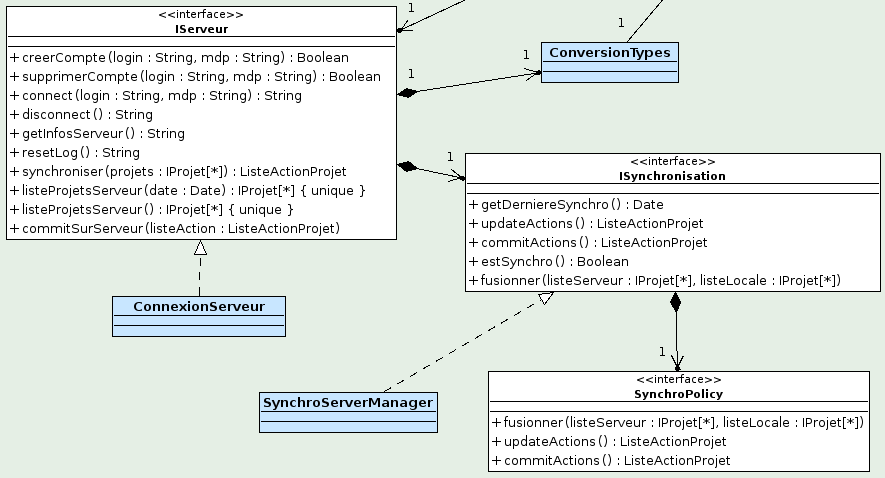 <<interface>>
IServeur
+ creerCompte(login : String, mdp : String) : Boolean
+ supprimerCompte(login : String, mdp : String) : Boolean
+ connect(login : String, mdp : String) : String
+ disconnect() : String
+ getInfosServeur() : String
+ resetLog() : String
+ synchroniser(projets : IProjet[*]) : ListeActionProjet
+ listeProjetsServeur(date : Date) : IProjet[*] { unique }
+ listeProjetsServeur() : IProjet[*] { unique }
+ commitSurServeur(listeAction : ListeActionProjet)
1
1
1
1
ConversionTypes
1
<<interface>>
ISynchronisation
+ getDerniereSynchro() : Date
+ updateActions() : ListeActionProjet
+ commitActions() : ListeActionProjet
+ estSynchro() : Boolean
+ fusionner(listeServeur : IProjet[*], listeLocale : IProjet[*])
ConnexionServeur
SynchroServerManager
1
<<interface>>
SynchroPolicy
+ fusionner(listeServeur : IProjet[*], listeLocale : IProjet[*])
+ updateActions() : ListeActionProjet
+ commitActions() : ListeActionProjet